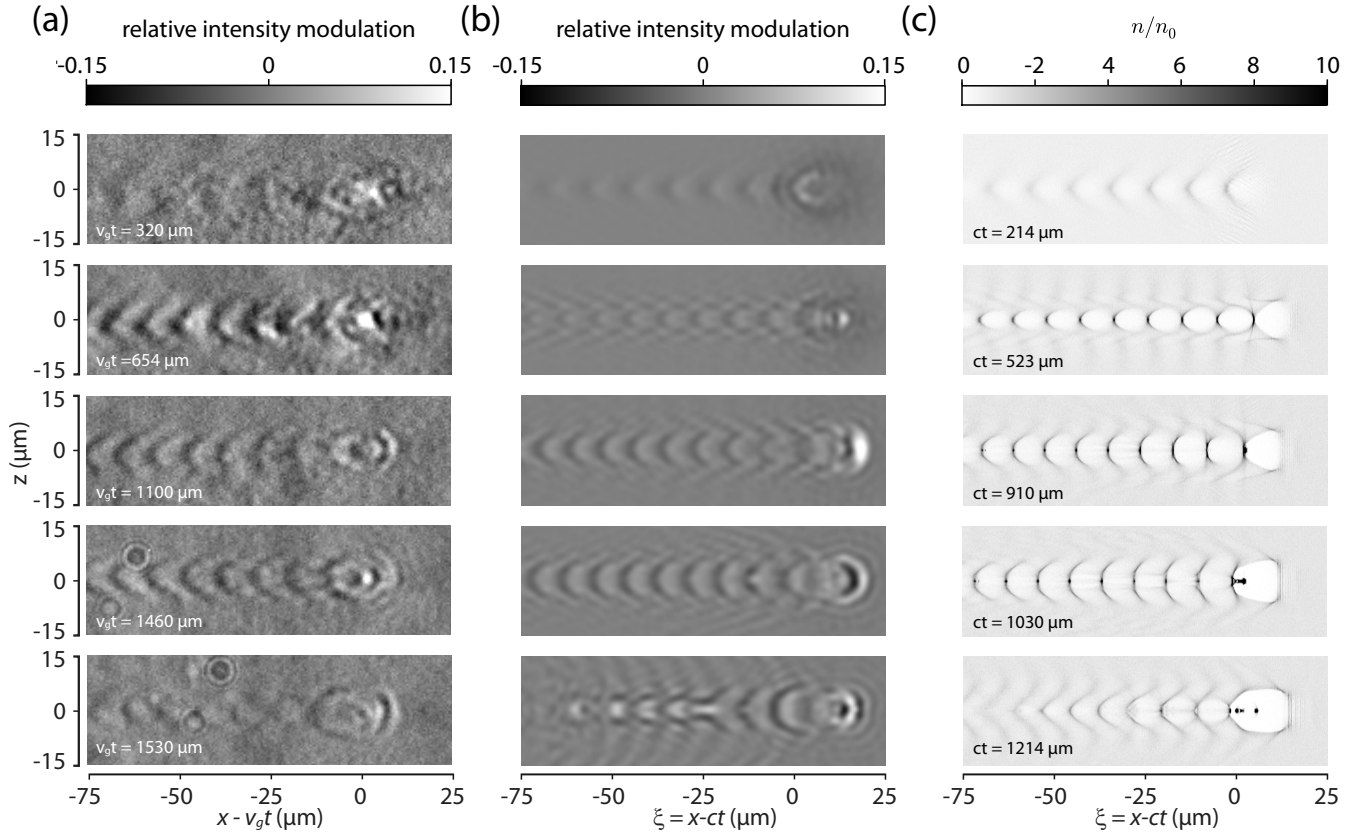 (a)
relative intensity modulation
-0.15 0 0.15
(b)
relative intensity modulation
-0.15 0 0.15
(c)
n/n0
0 -2 4 6 8 10
15
0
-15
vgt = 320 μm
ct = 214 μm
15
0
-15
vgt =654 μm
ct = 523 μm
z (μm)
15
0
-15
vgt = 1100 μm
ct = 910 μm
15
0
-15
vgt = 1460 μm
ct = 1030 μm
15
0
-15
vgt = 1530 μm
ct = 1214 μm
-75 -50 -25 0 25
x - vgt (μm)
-75 -50 -25 0 25
ξ = x-ct (μm)
-75 -50 -25 0 25
ξ = x-ct (μm)